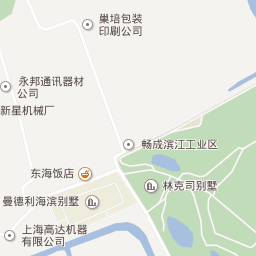 巢培包装
印刷公司
永邦通讯器材
公司
新星机械厂
畅成滨江工业区
东海饭店
林克司别墅
曼德利海滨别墅
上海高达机器
有限公司